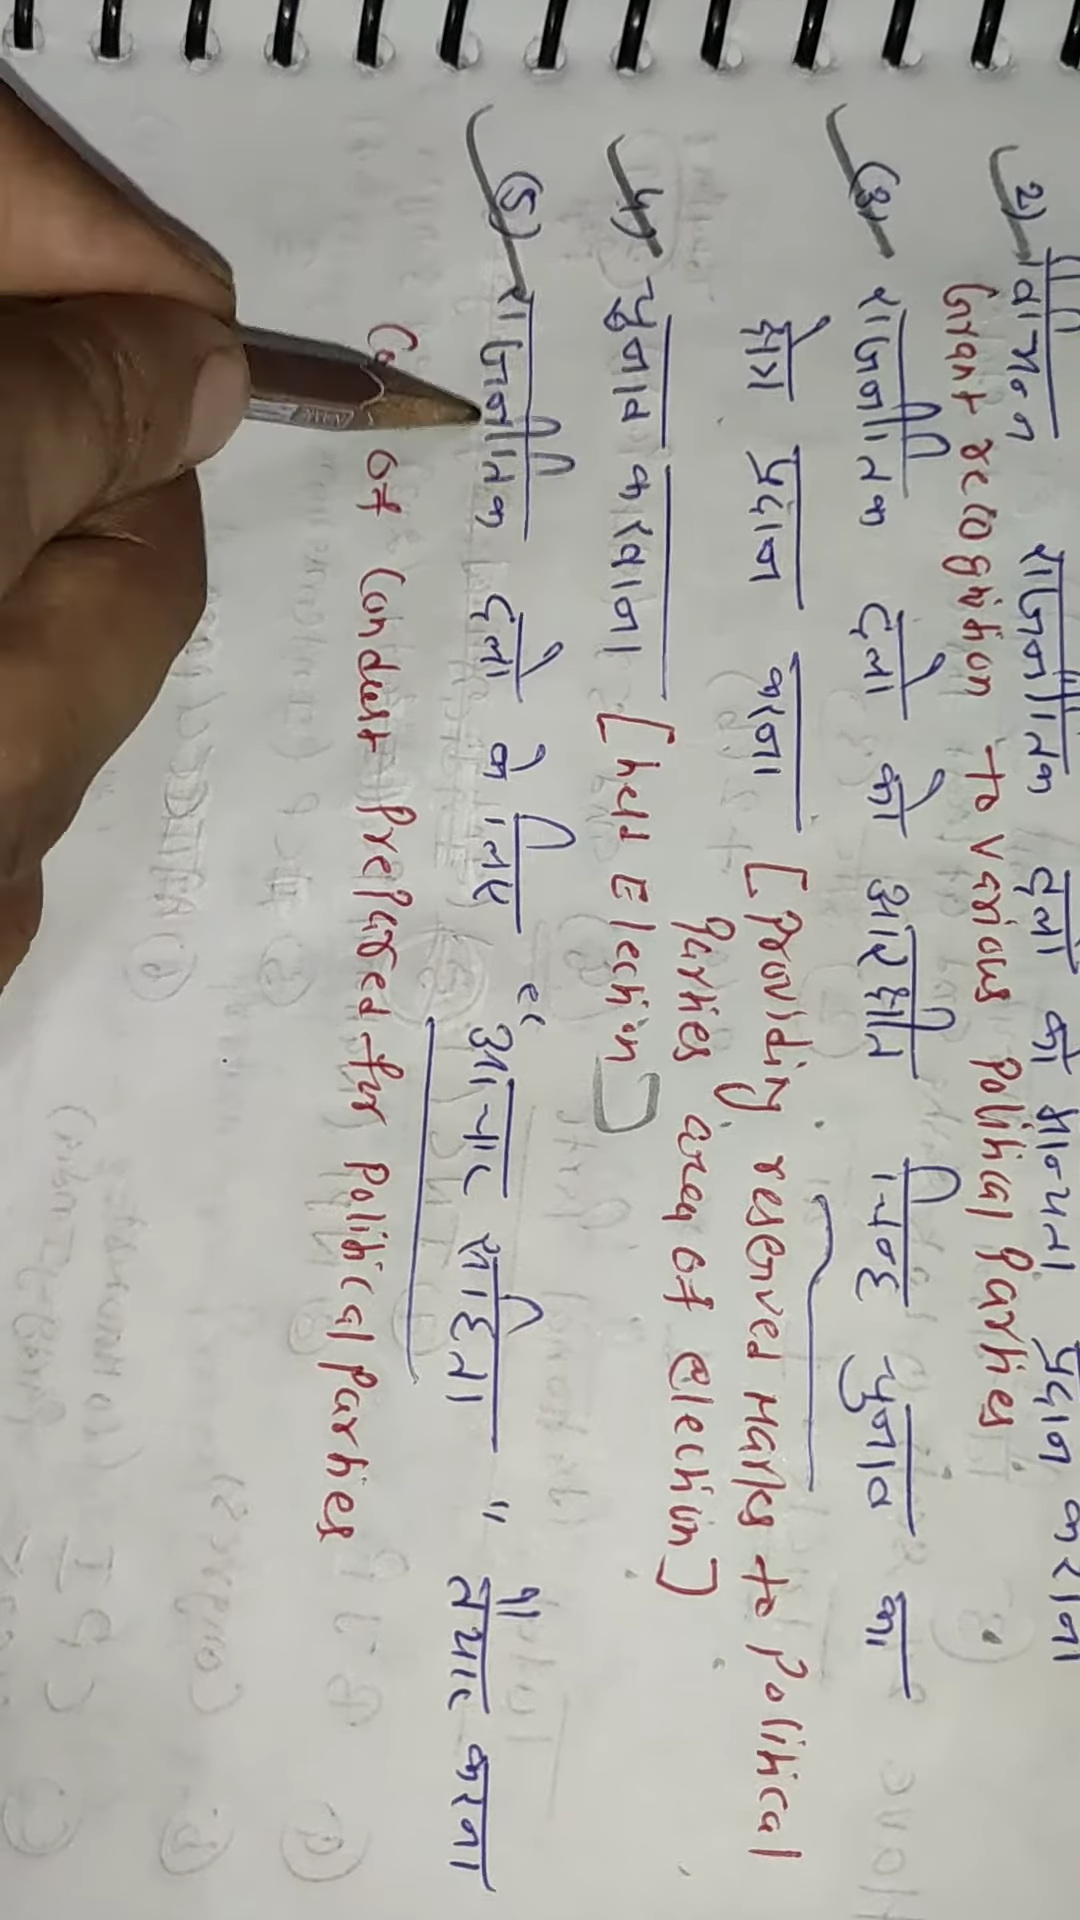 2) विभिन्न राजनीतिक दलो को मान्यता प्रदान करना
Grant recognition to various Political Parties
(3) राजनीतिक दलो को आरक्षीत चिन्ह चुनाव का
क्षेत्र प्रदान करना
[Providing reserved Marks to Political
Parties area of election]
4) चुनाव करवाना [held Election]
(5) राजनीतिक दलो के लिए "आचार संहिता" तैयार करना
of Conduct Prepared for Political Parties